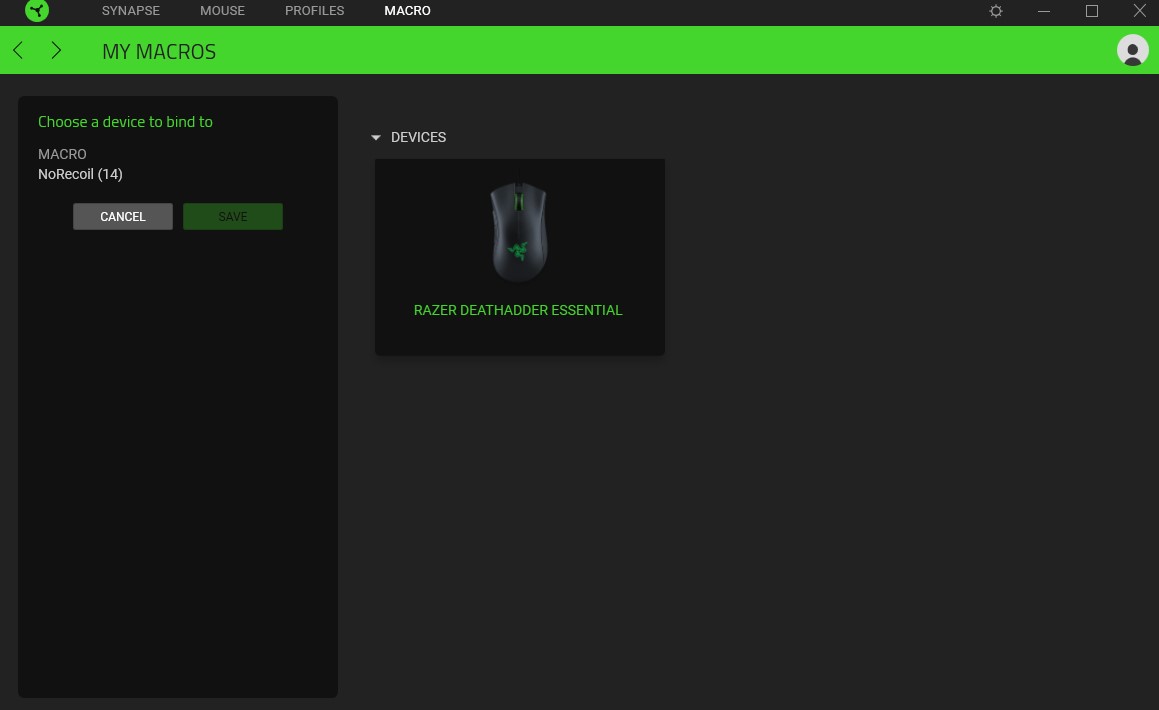 SYNAPSE MOUSE PROFILES MACRO
MY MACROS
Choose a device to bind to
MACRO
NoRecoil (14)
CANCEL SAVE
DEVICES
RAZER DEATHADDER ESSENTIAL